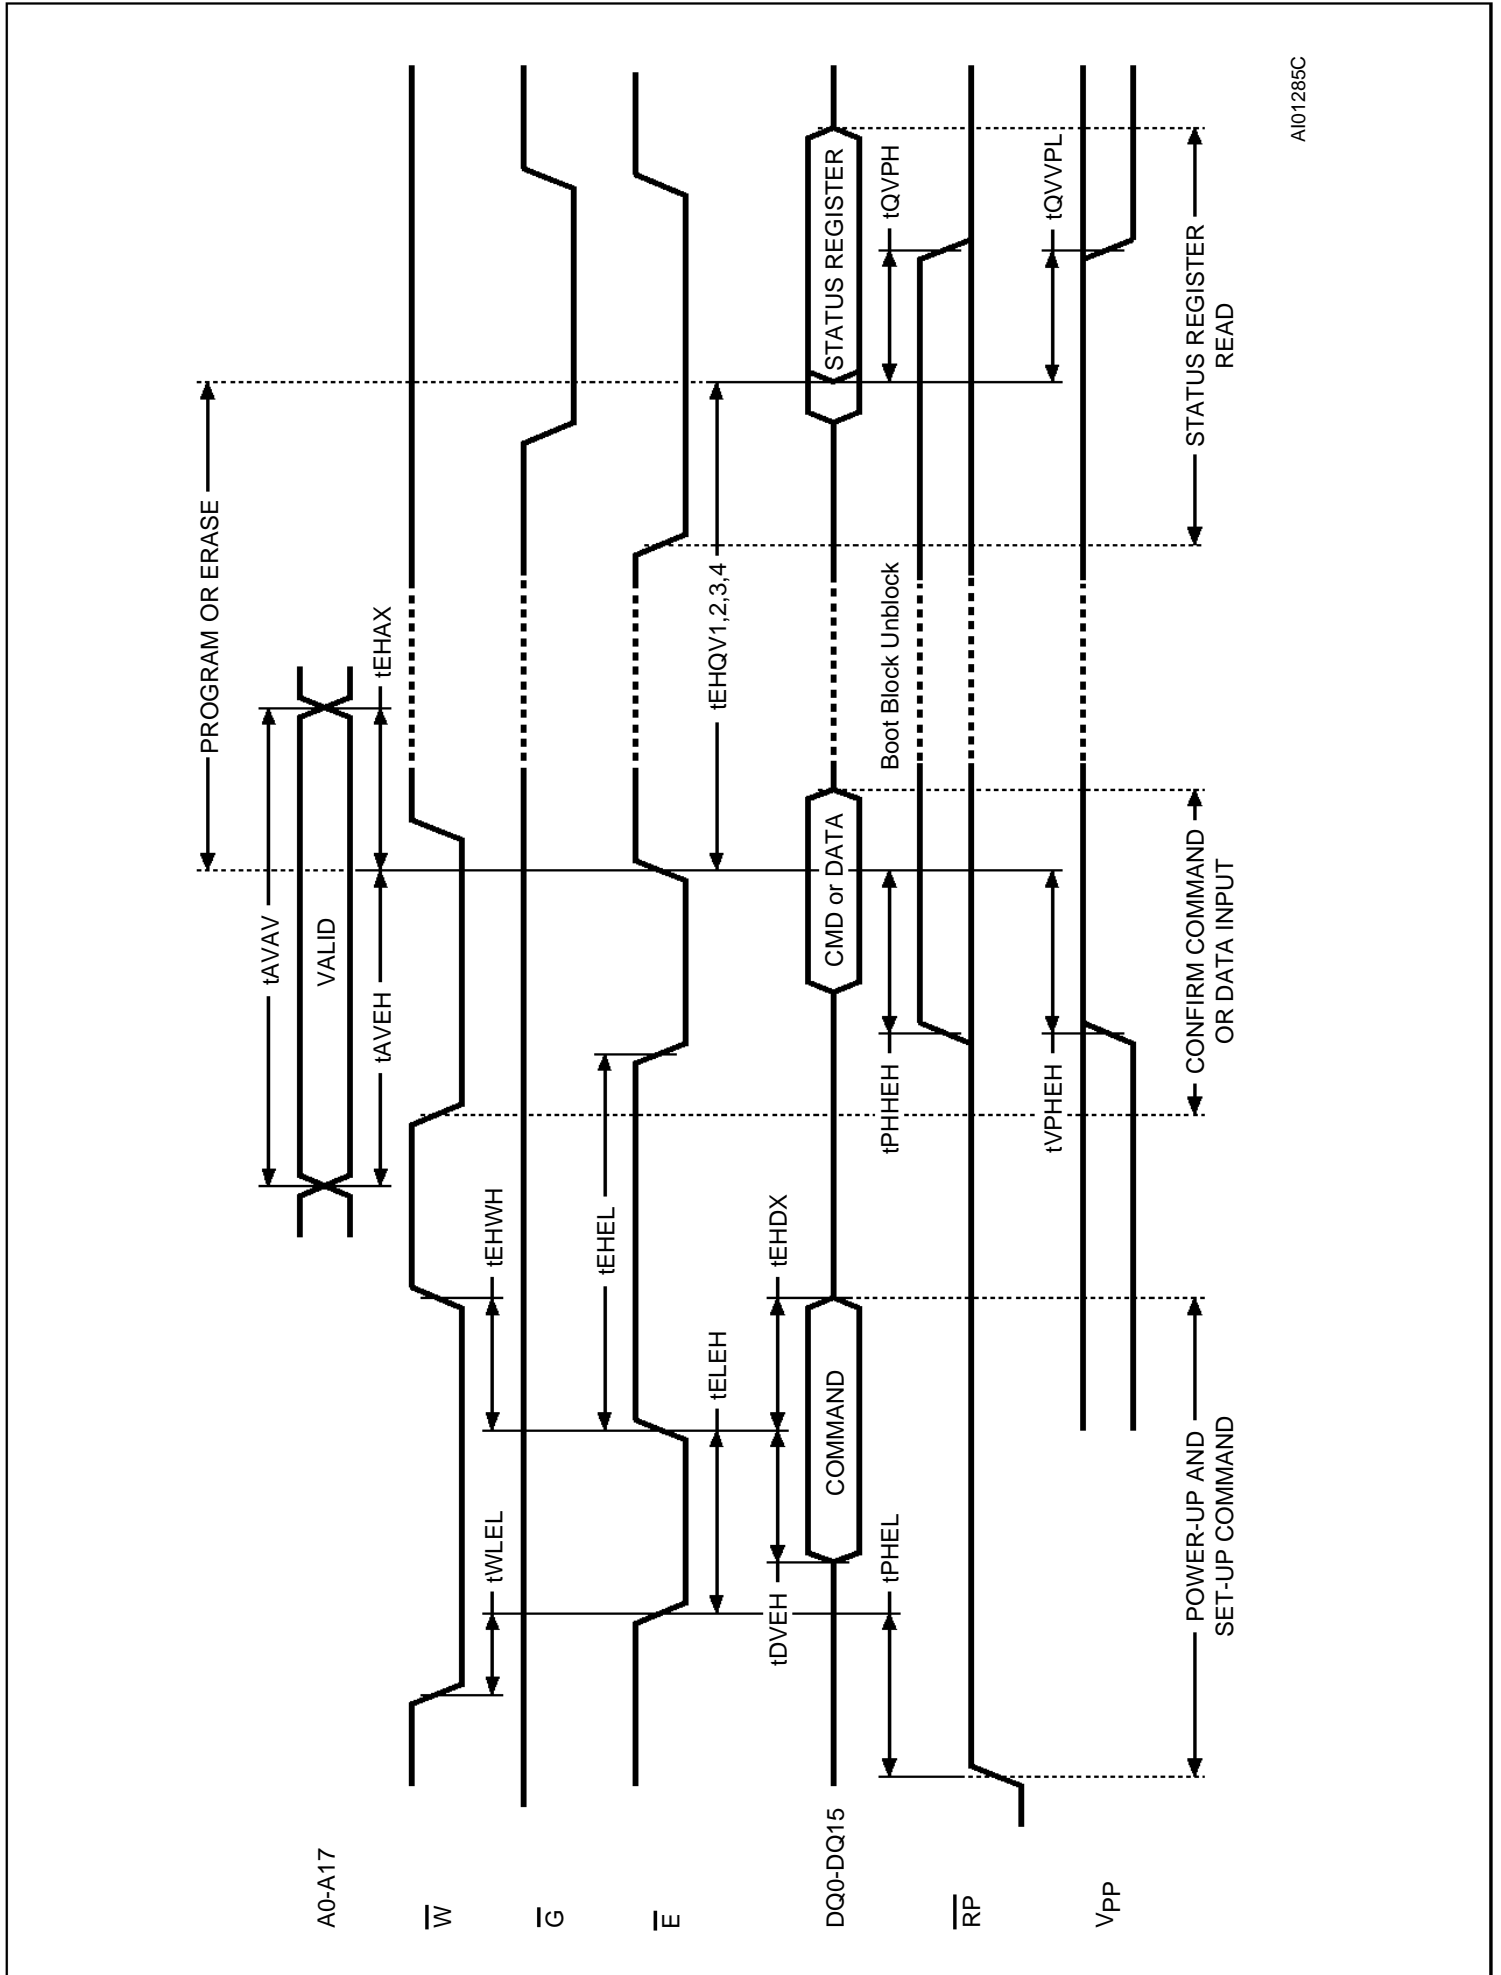 PROGRAM OR ERASE
tAVAV
A0-A17
VALID
tAVEH
tEHAX
W
tWLEL
tEHWH
G
tEHEL
E
tELEH
tEHQV1,2,3,4
tDVEH
tEHDX
DQ0-DQ15
COMMAND
CMD or DATA
STATUS REGISTER
tPHEL
tPHHEH
Boot Block Unblock
tQVPH
RP
tVPHEH
tQVVPL
VPP
POWER-UP AND
SET-UP COMMAND
CONFIRM COMMAND
OR DATA INPUT
STATUS REGISTER
READ
AI01285C